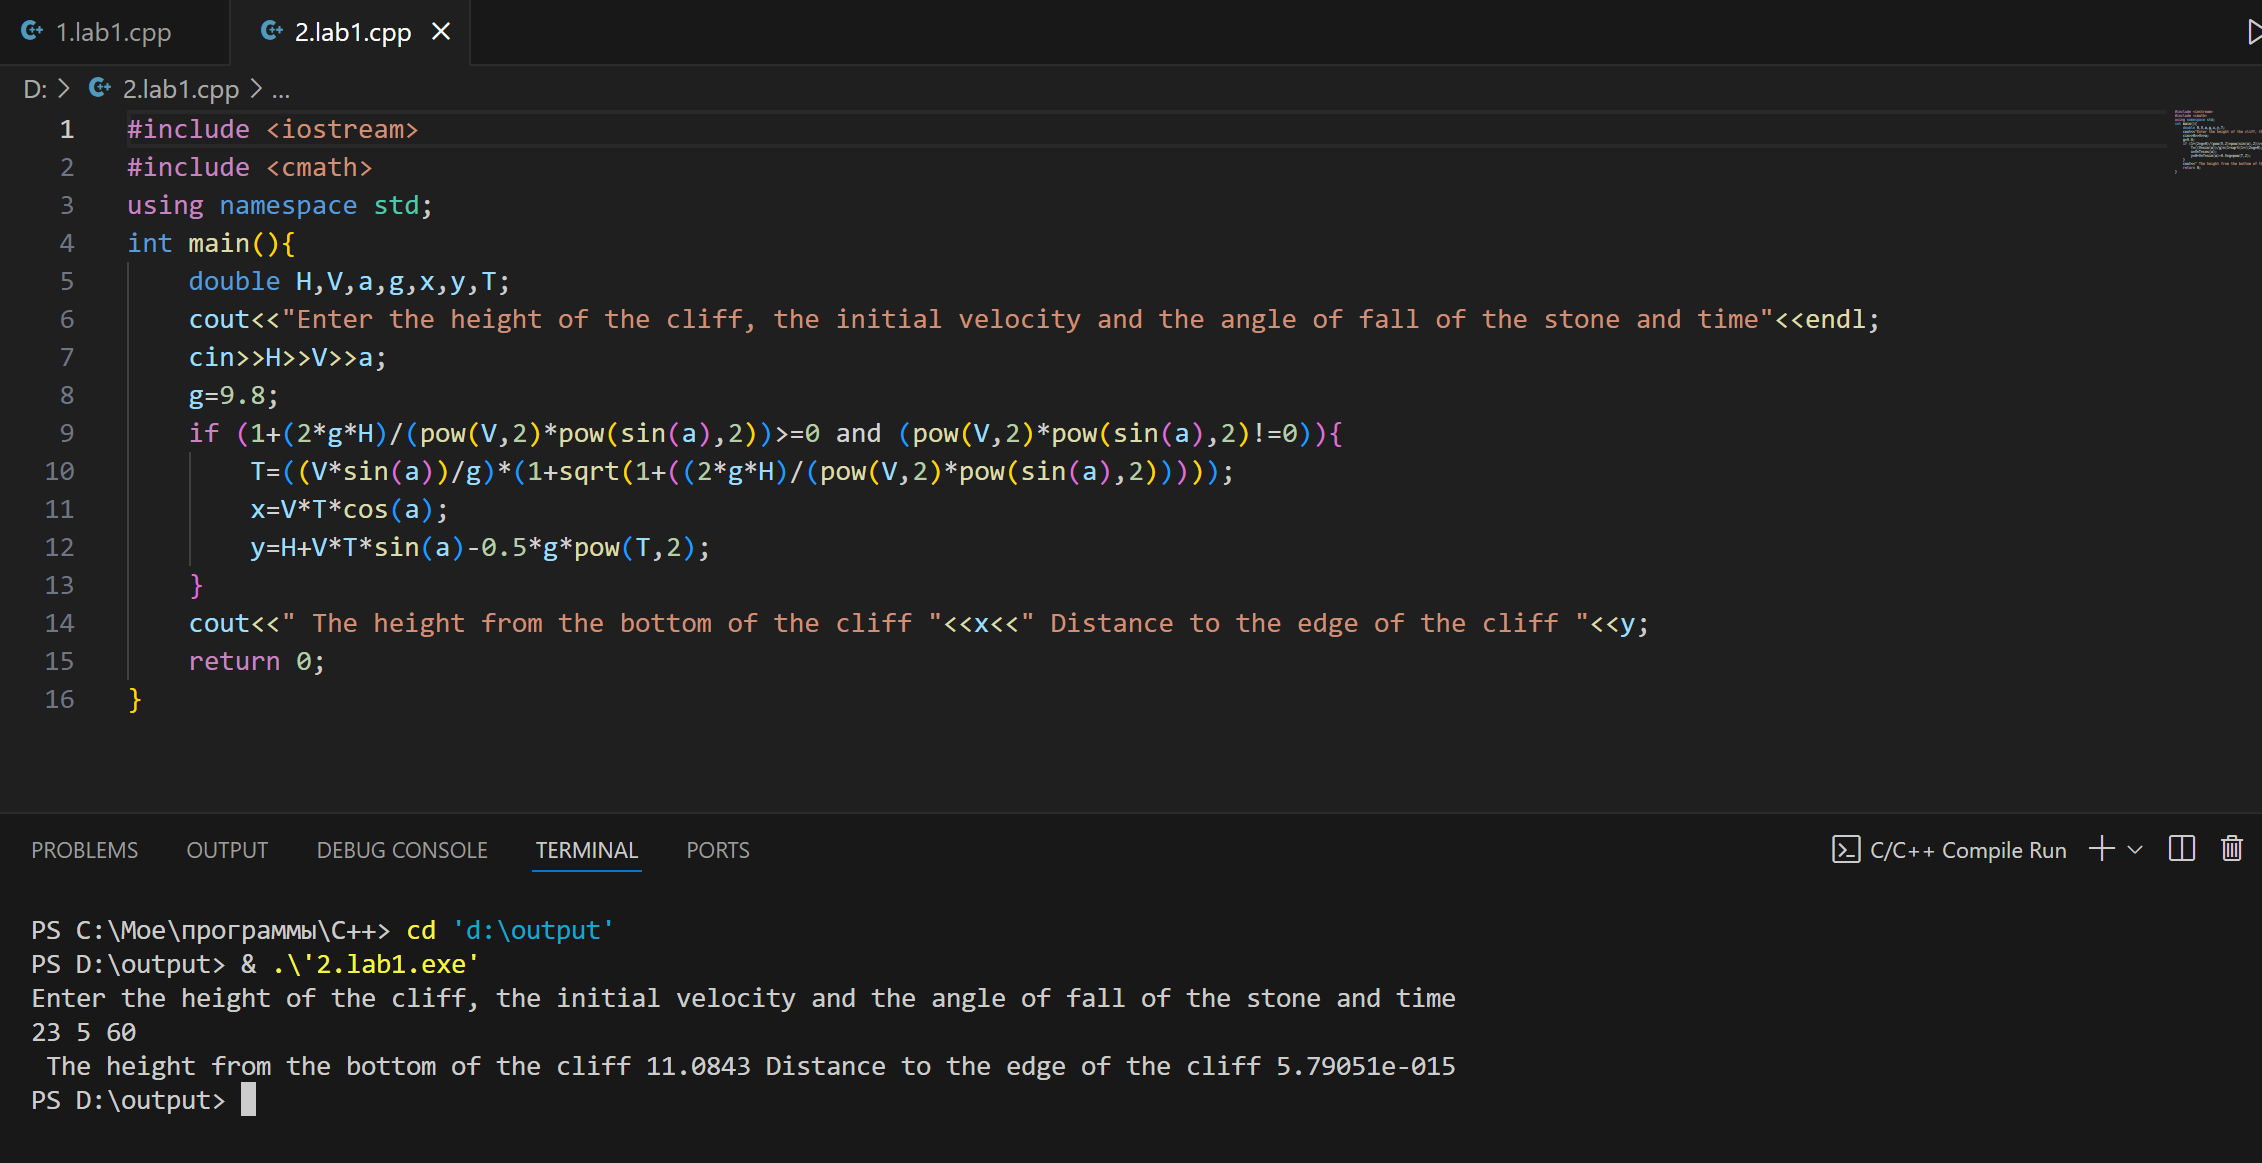 1.lab1.cpp
2.lab1.cpp
D: > 2.lab1.cpp > ...
1 #include <iostream>
2 #include <cmath>
3 using namespace std;
4 int main(){
5     double H,V,a,g,x,y,T;
6     cout<<"Enter the height of the cliff, the initial velocity and the angle of fall of the stone and time"<<endl;
7     cin>>H>>V>>a;
8     g=9.8;
9     if (1+(2*g*H)/(pow(V,2)*pow(sin(a),2))>=0 and (pow(V,2)*pow(sin(a),2)!=0)){
10         T=((V*sin(a))/g)*(1+sqrt(1+((2*g*H)/(pow(V,2)*pow(sin(a),2)))));
11         x=V*T*cos(a);
12         y=H+V*T*sin(a)-0.5*g*pow(T,2);
13     }
14     cout<<" The height from the bottom of the cliff "<<x<<" Distance to the edge of the cliff "<<y;
15     return 0;
16 }
PROBLEMS OUTPUT DEBUG CONSOLE TERMINAL PORTS C/C++ Compile Run
PS C:\Мое\программы\C++> cd 'd:\output'
PS D:\output> & .\'2.lab1.exe'
Enter the height of the cliff, the initial velocity and the angle of fall of the stone and time
23 5 60
 The height from the bottom of the cliff 11.0843 Distance to the edge of the cliff 5.79051e-015
PS D:\output>